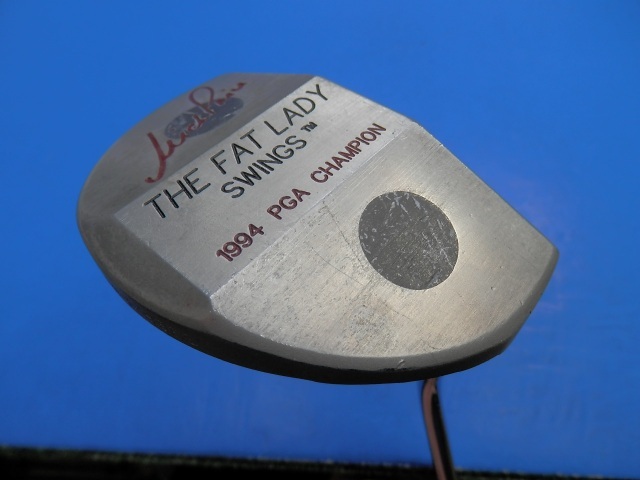 THE FAT LADY
SWINGS™
1994 PGA CHAMPION